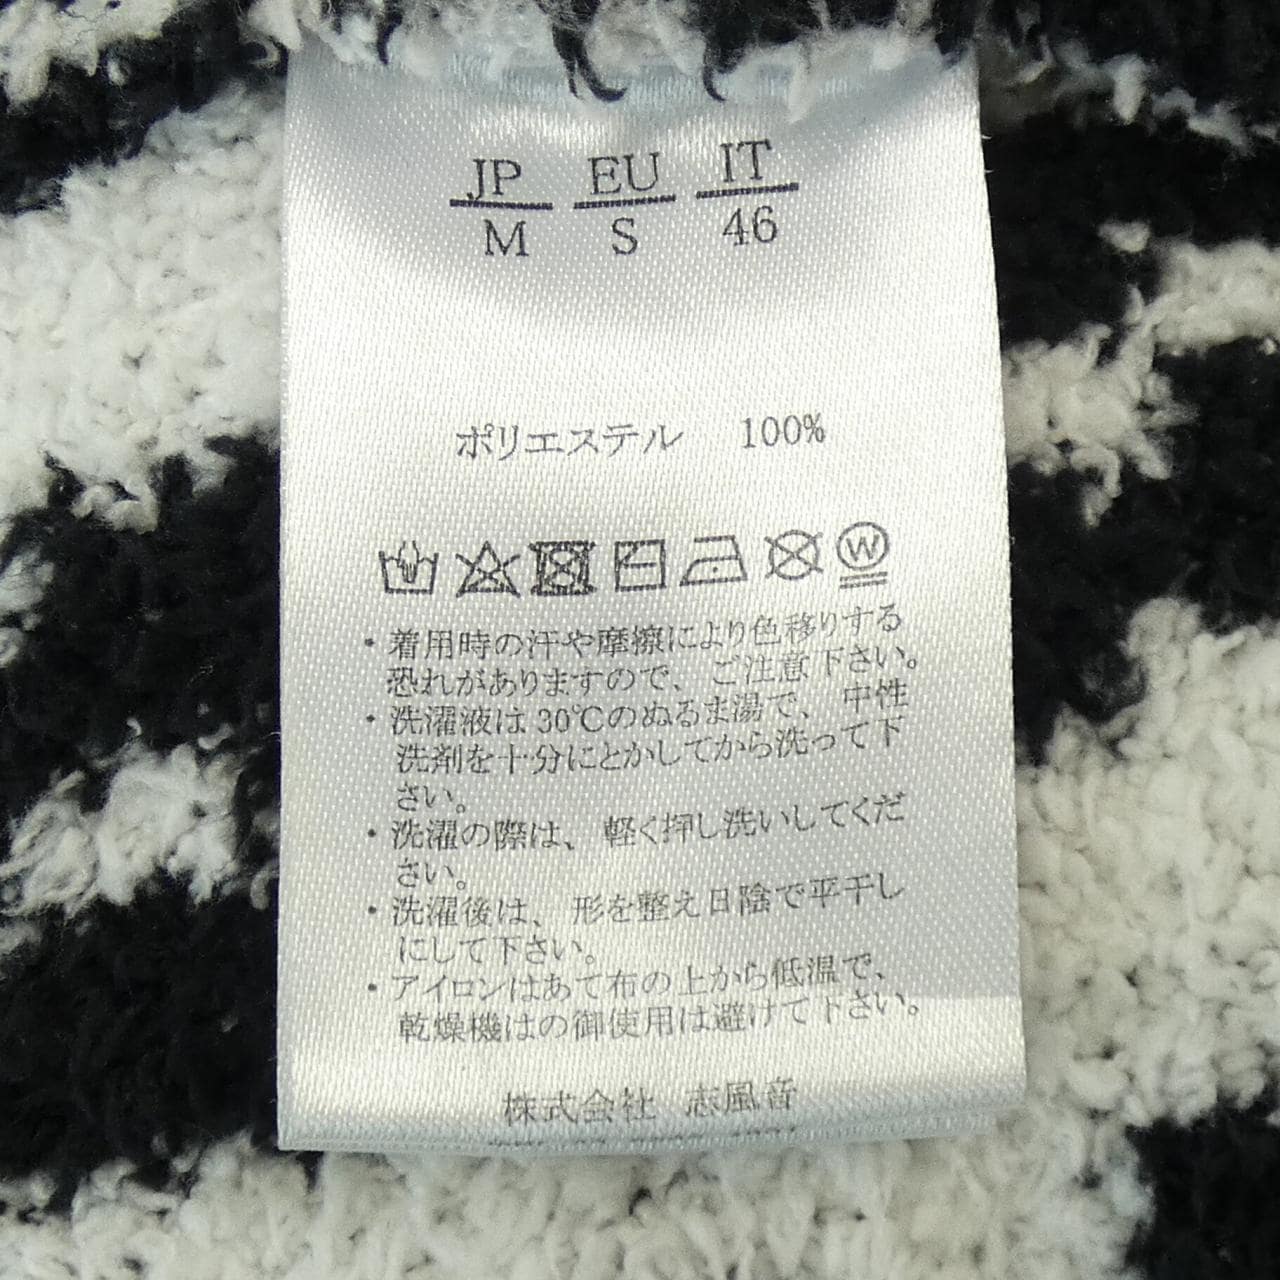 JP EU IT
M S 46
ポリエステル 100%
W
・着用時の汗や摩擦により色移りする
恐れがありますので、ご注意下さい。
・洗濯液は30℃のぬるま湯で、中性
洗剤を十分にとかしてから洗って下
さい。
・洗濯の際は、軽く押し洗いしてくだ
さい。
・洗濯後は、形を整え日陰で平干し
にして下さい。
・アイロンはあて布の上から低温で、
乾燥機はの御使用は避けて下さい。
株式会社 志風音